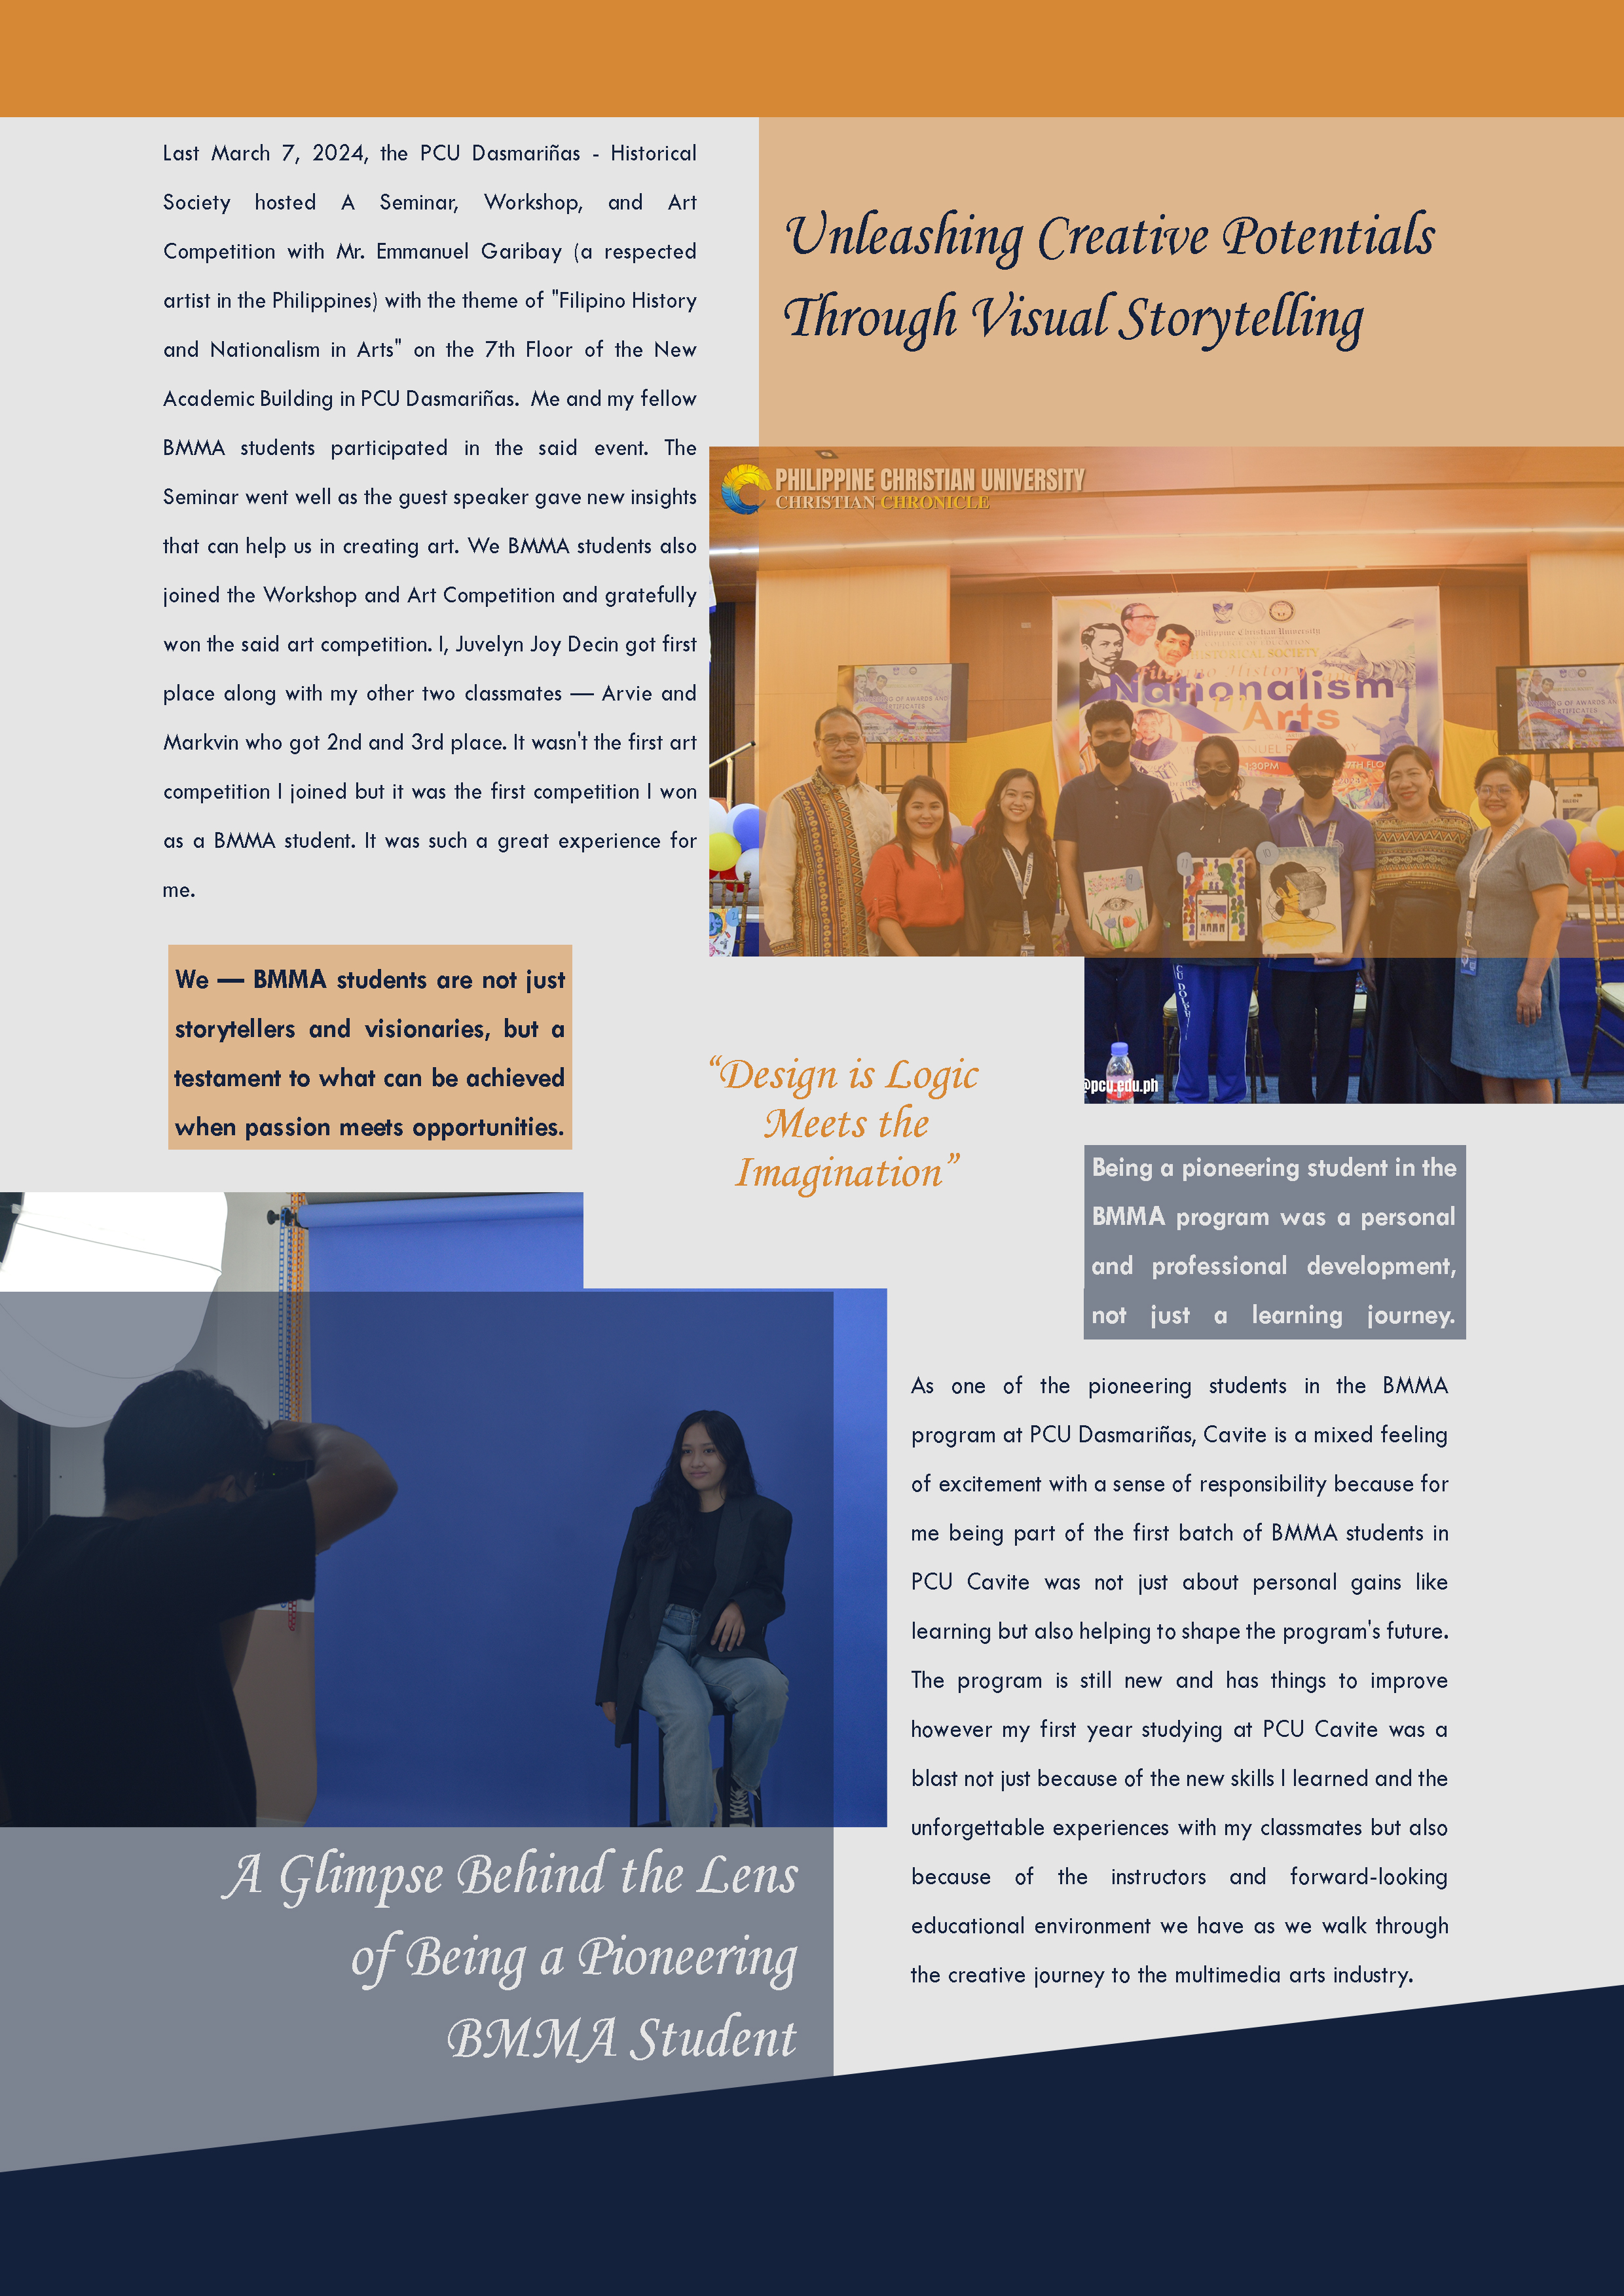 Last March 7, 2024, the PCU Dasmariñas - Historical
Society hosted A Seminar, Workshop, and Art
Competition with Mr. Emmanuel Garibay (a respected
artist in the Philippines) with the theme of "Filipino History
and Nationalism in Arts" on the 7th Floor of the New
Academic Building in PCU Dasmariñas. Me and my fellow
BMMA students participated in the said event. The
Seminar went well as the guest speaker gave new insights
that can help us in creating art. We BMMA students also
joined the Workshop and Art Competition and gratefully
won the said art competition. I, Juvelyn Joy Decin got first
place along with my other two classmates — Arvie and
Markvin who got 2nd and 3rd place. It wasn't the first art
competition I joined but it was the first competition I won
as a BMMA student. It was such a great experience for
me.
We — BMMA students are not just
storytellers and visionaries, but a
testament to what can be achieved
when passion meets opportunities.
Unleashing Creative Potentials
Through Visual Storytelling
PHILIPPINE CHRISTIAN UNIVERSITY
CHRISTIAN CHRONICLE
Philippine Christian University
HISTORICAL SOCIETY
Nationalism
Arts
1:30PM
@pcu.edu.ph
“Design is Logic
Meets the
Imagination”
Being a pioneering student in the
BMMA program was a personal
and professional development,
not just a learning journey.
As one of the pioneering students in the BMMA
program at PCU Dasmariñas, Cavite is a mixed feeling
of excitement with a sense of responsibility because for
me being part of the first batch of BMMA students in
PCU Cavite was not just about personal gains like
learning but also helping to shape the program's future.
The program is still new and has things to improve
however my first year studying at PCU Cavite was a
blast not just because of the new skills I learned and the
unforgettable experiences with my classmates but also
because of the instructors and forward-looking
educational environment we have as we walk through
the creative journey to the multimedia arts industry.
A Glimpse Behind the Lens
of Being a Pioneering
BMMA Student